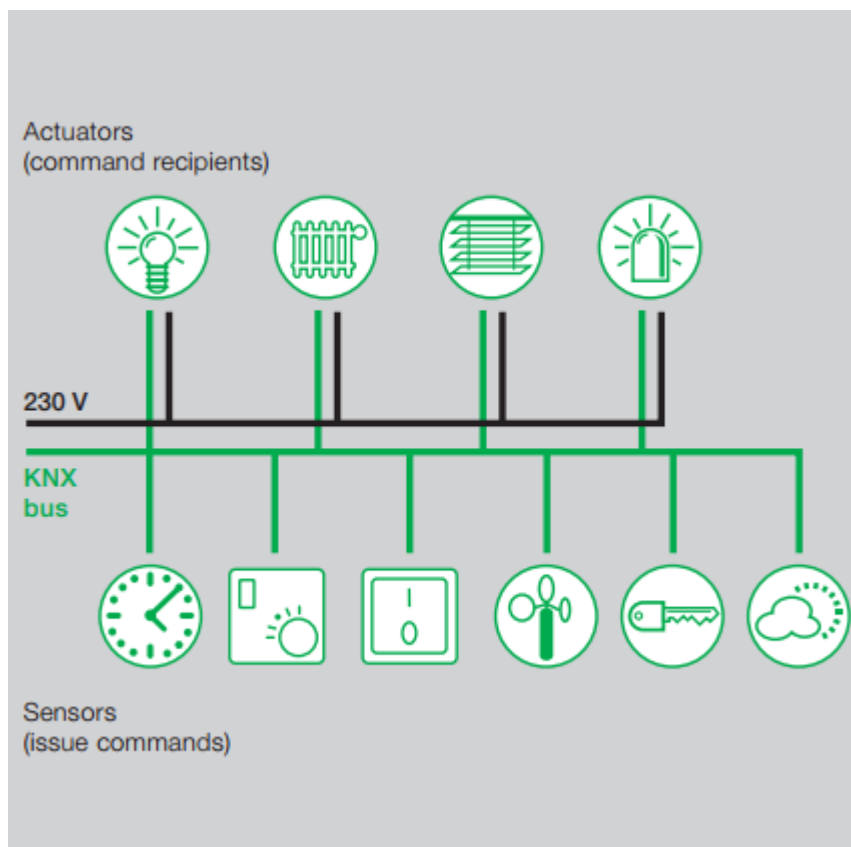 Actuators
(command recipients)
230 V
KNX
bus
Sensors
(issue commands)